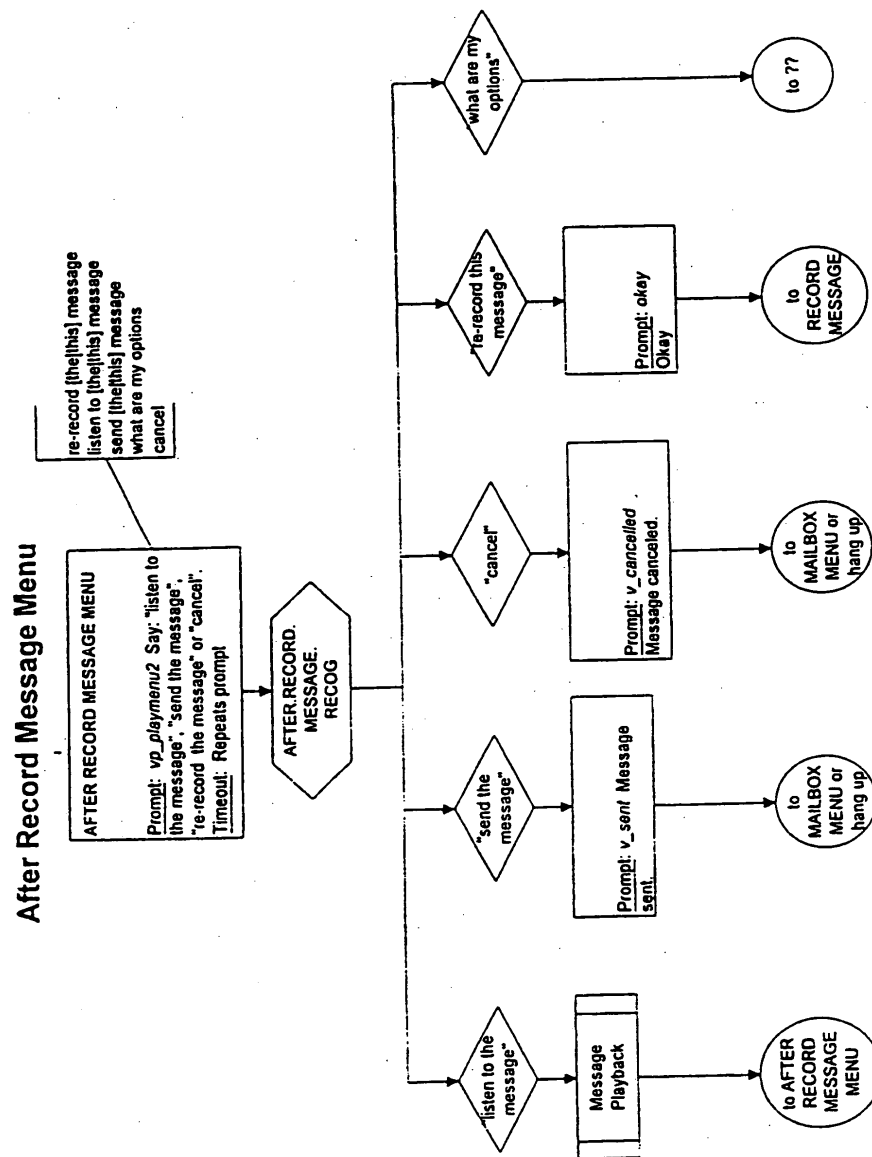 After Record Message Menu
re-record [the|this] message
listen to [the|this] message
send [the|this] message
what are my options
cancel
AFTER RECORD MESSAGE MENU
Prompt: vp_playmenu2 Say: "listen to
the message", "send the message",
"re-record the message" or "cancel".
Timeout: Repeats prompt
AFTER.RECORD.
MESSAGE.
RECOG
"listen to the
message"
"send the
message"
"cancel"
"re-record this
message"
"what are my
options"
Message
Playback
Prompt: v_sent Message
sent.
Prompt: v_cancelled .
Message canceled.
Prompt: okay
Okay
to AFTER
RECORD
MESSAGE
MENU
to
MAILBOX
MENU or
hang up
to
MAILBOX
MENU or
hang up
to
RECORD
MESSAGE
to ??